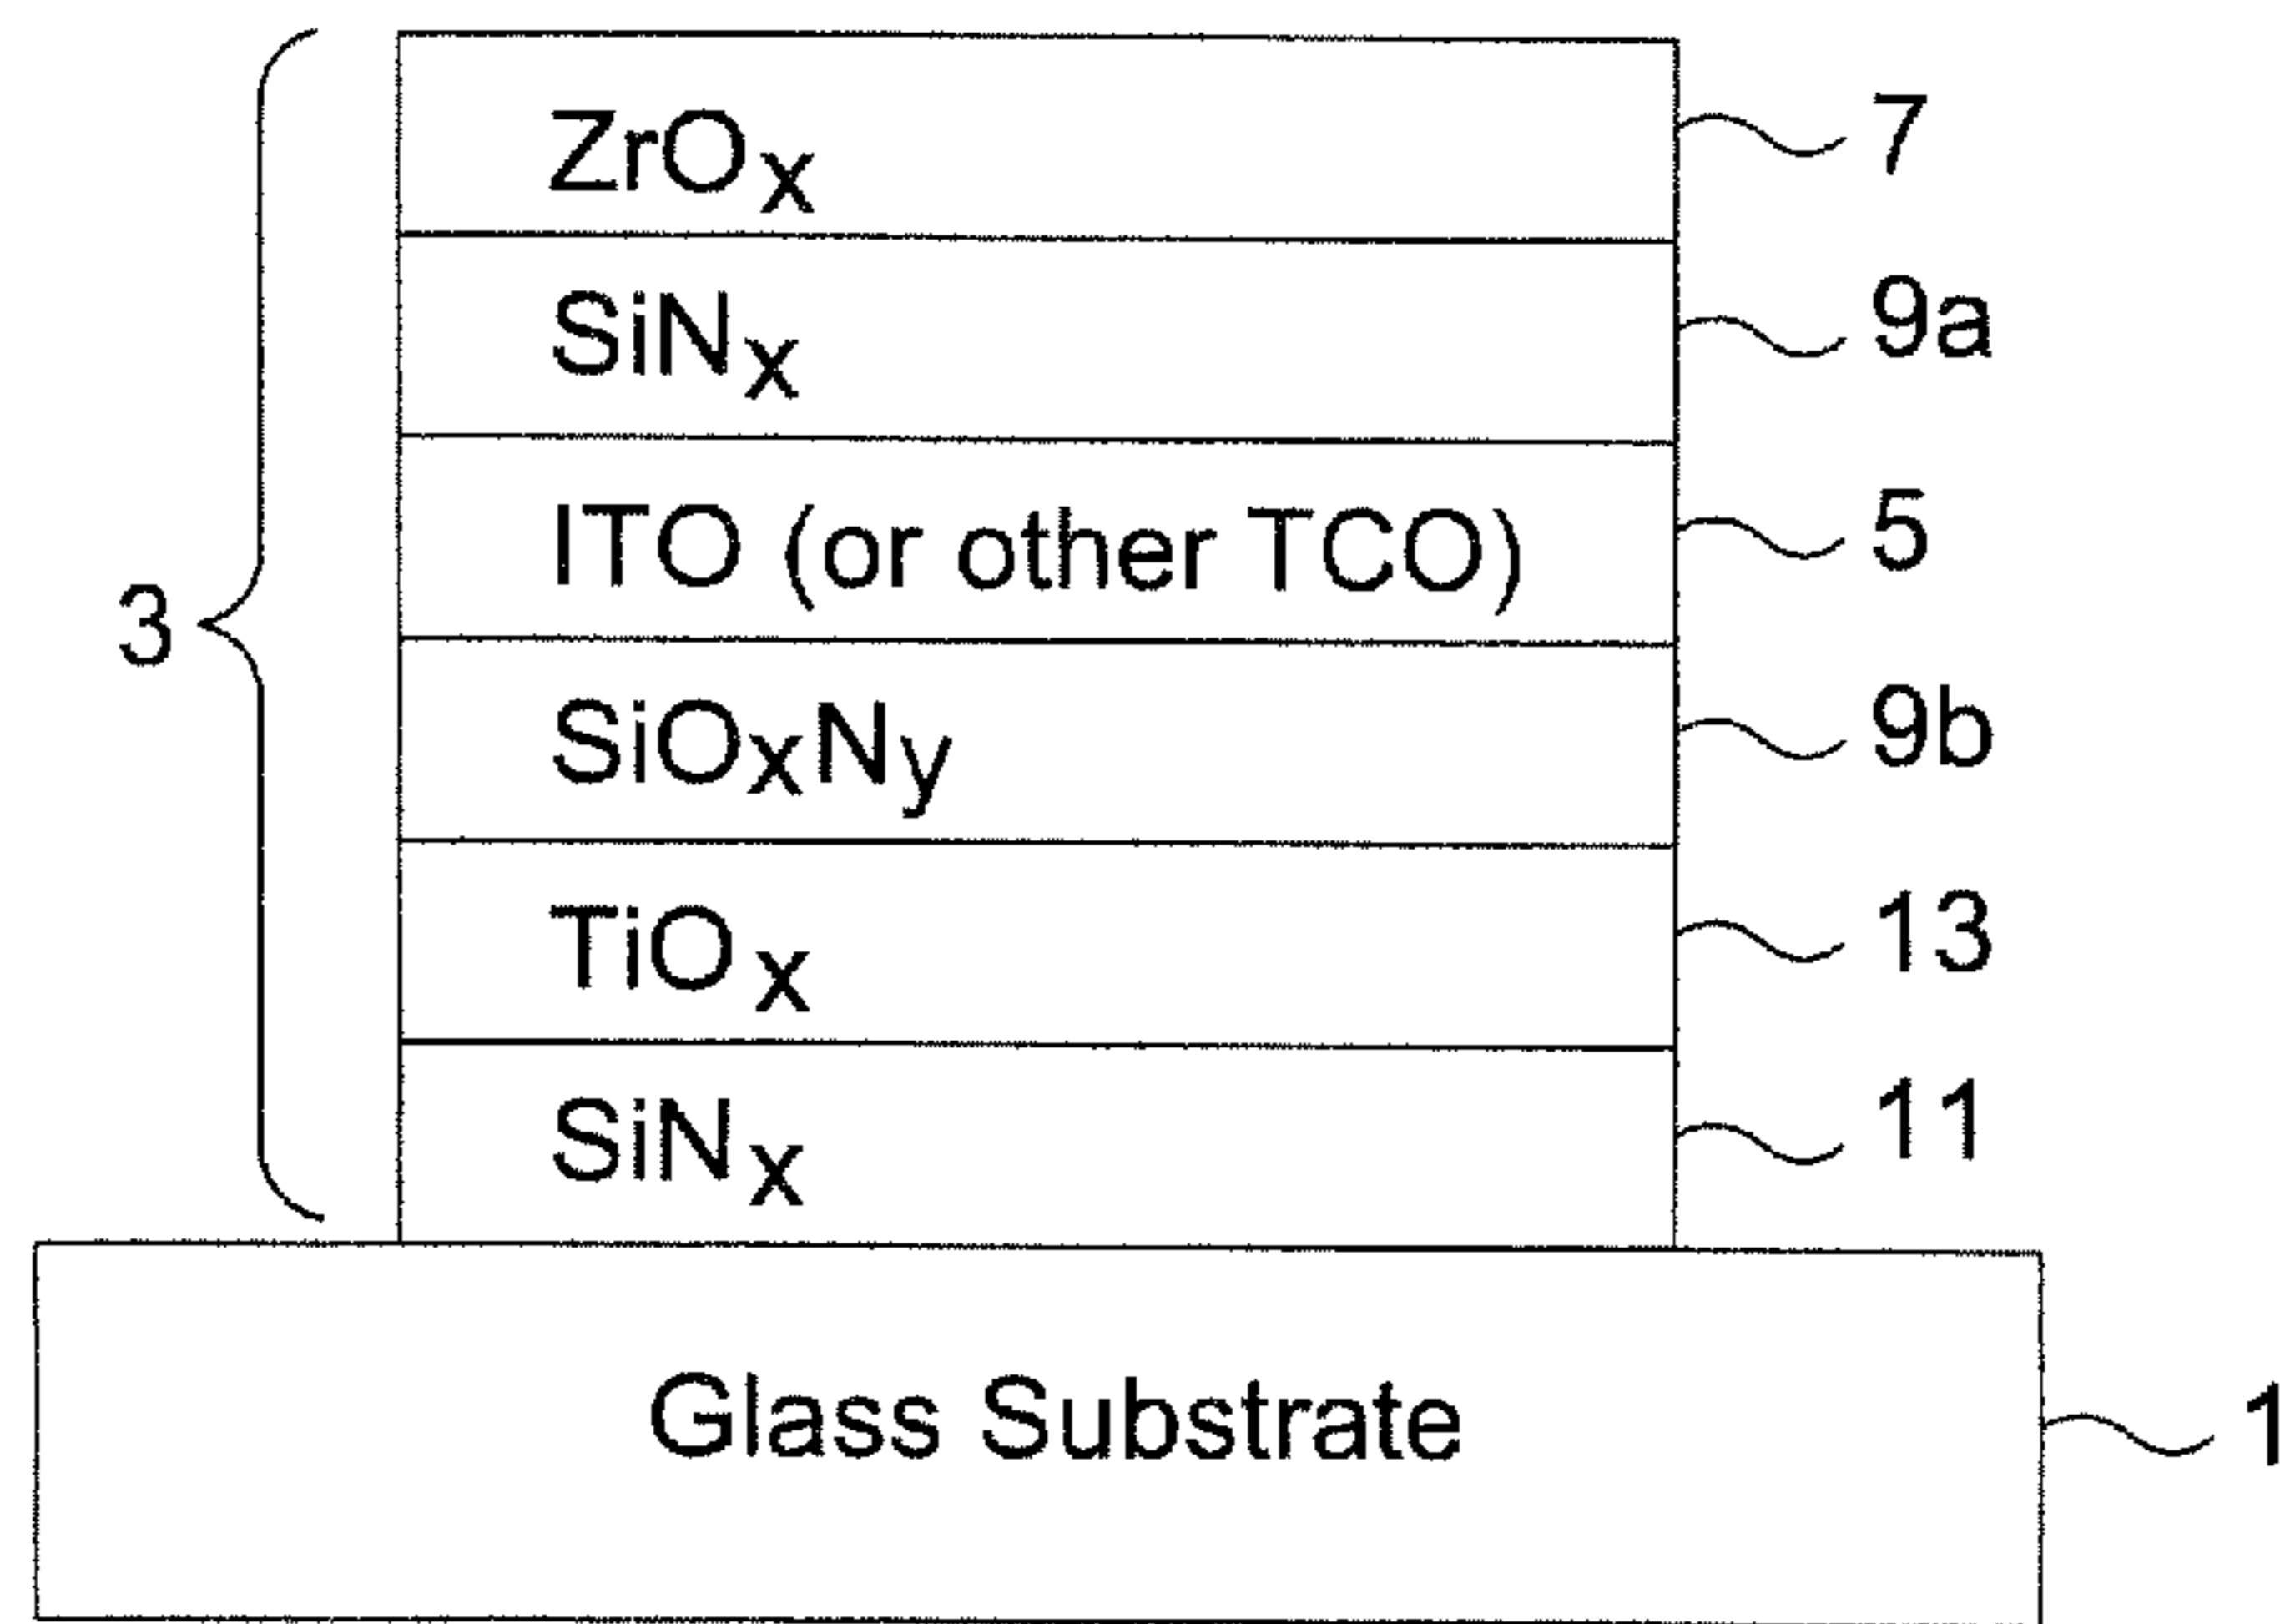 ZrOx 7
SiNx 9a
ITO (or other TCO) 5
3
SiOxNy 9b
TiOx 13
SiNx 11
Glass Substrate 1